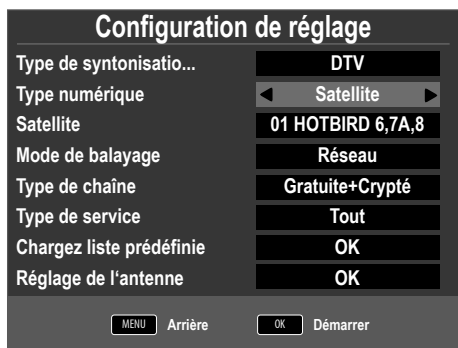 Configuration de réglage
Type de syntonisatio... DTV
Type numérique Satellite
Satellite 01 HOTBIRD 6,7A,8
Mode de balayage Réseau
Type de chaîne Gratuite+Crypté
Type de service Tout
Chargez liste prédéfinie OK
Réglage de l‘antenne OK
MENU Arrière OK Démarrer